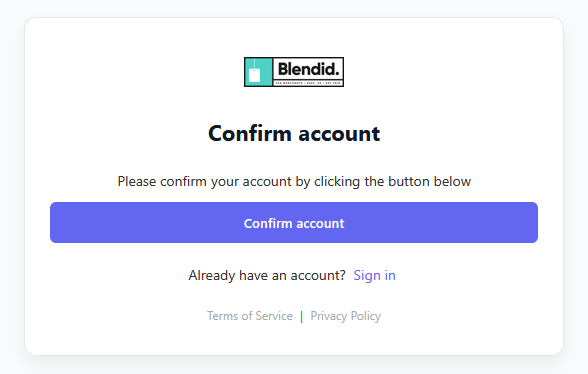 Blendid.
Confirm account
Please confirm your account by clicking the button below
Confirm account
Already have an account? Sign in
Terms of Service | Privacy Policy